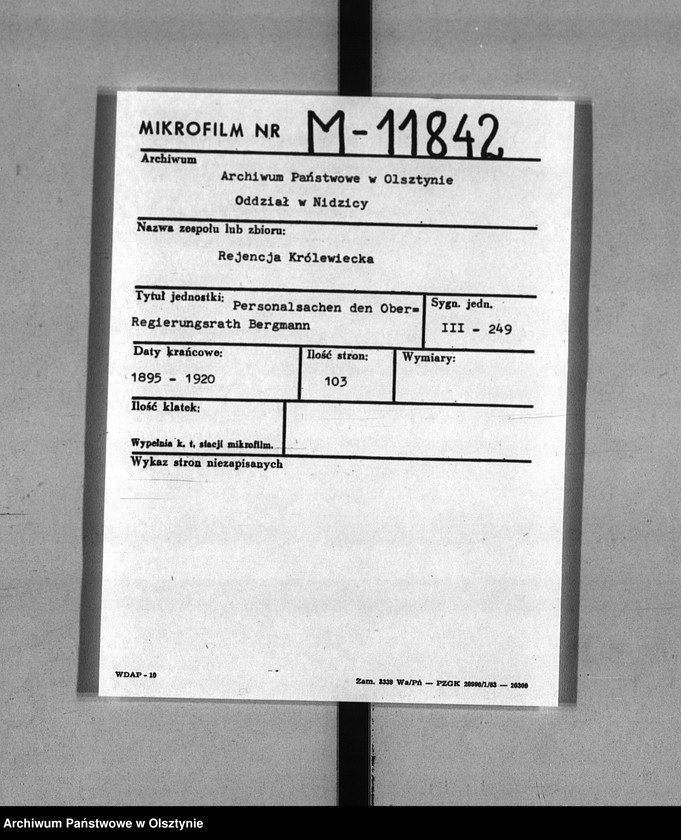 MIKROFILM NR M-11842
Archiwum
Archiwum Państwowe w Olsztynie
Oddział w Nidzicy
Nazwa zespołu lub zbioru:
Rejencja Królewiecka
Tytuł jednostki: Personalsachen den Ober=
Regierungsrath Bergmann
Sygn. jedn.
III - 249
Daty krańcowe:
1895 - 1920
Ilość stron:
103
Wymiary:
Ilość klatek:
Wypełnia k. t. stacji mikrofilm.
Wykaz stron niezapisanych
WDAP - 10
Zam. 3339 Wa/Pń — PZGK 20990/I/83 — 20300
Archiwum Państwowe w Olsztynie